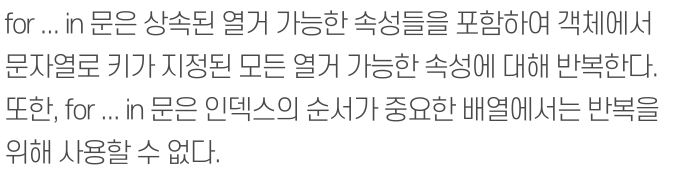 for ... in 문은 상속된 열거 가능한 속성들을 포함하여 객체에서
문자열로 키가 지정된 모든 열거 가능한 속성에 대해 반복한다.
또한, for ... in 문은 인덱스의 순서가 중요한 배열에서는 반복을
위해 사용할 수 없다.